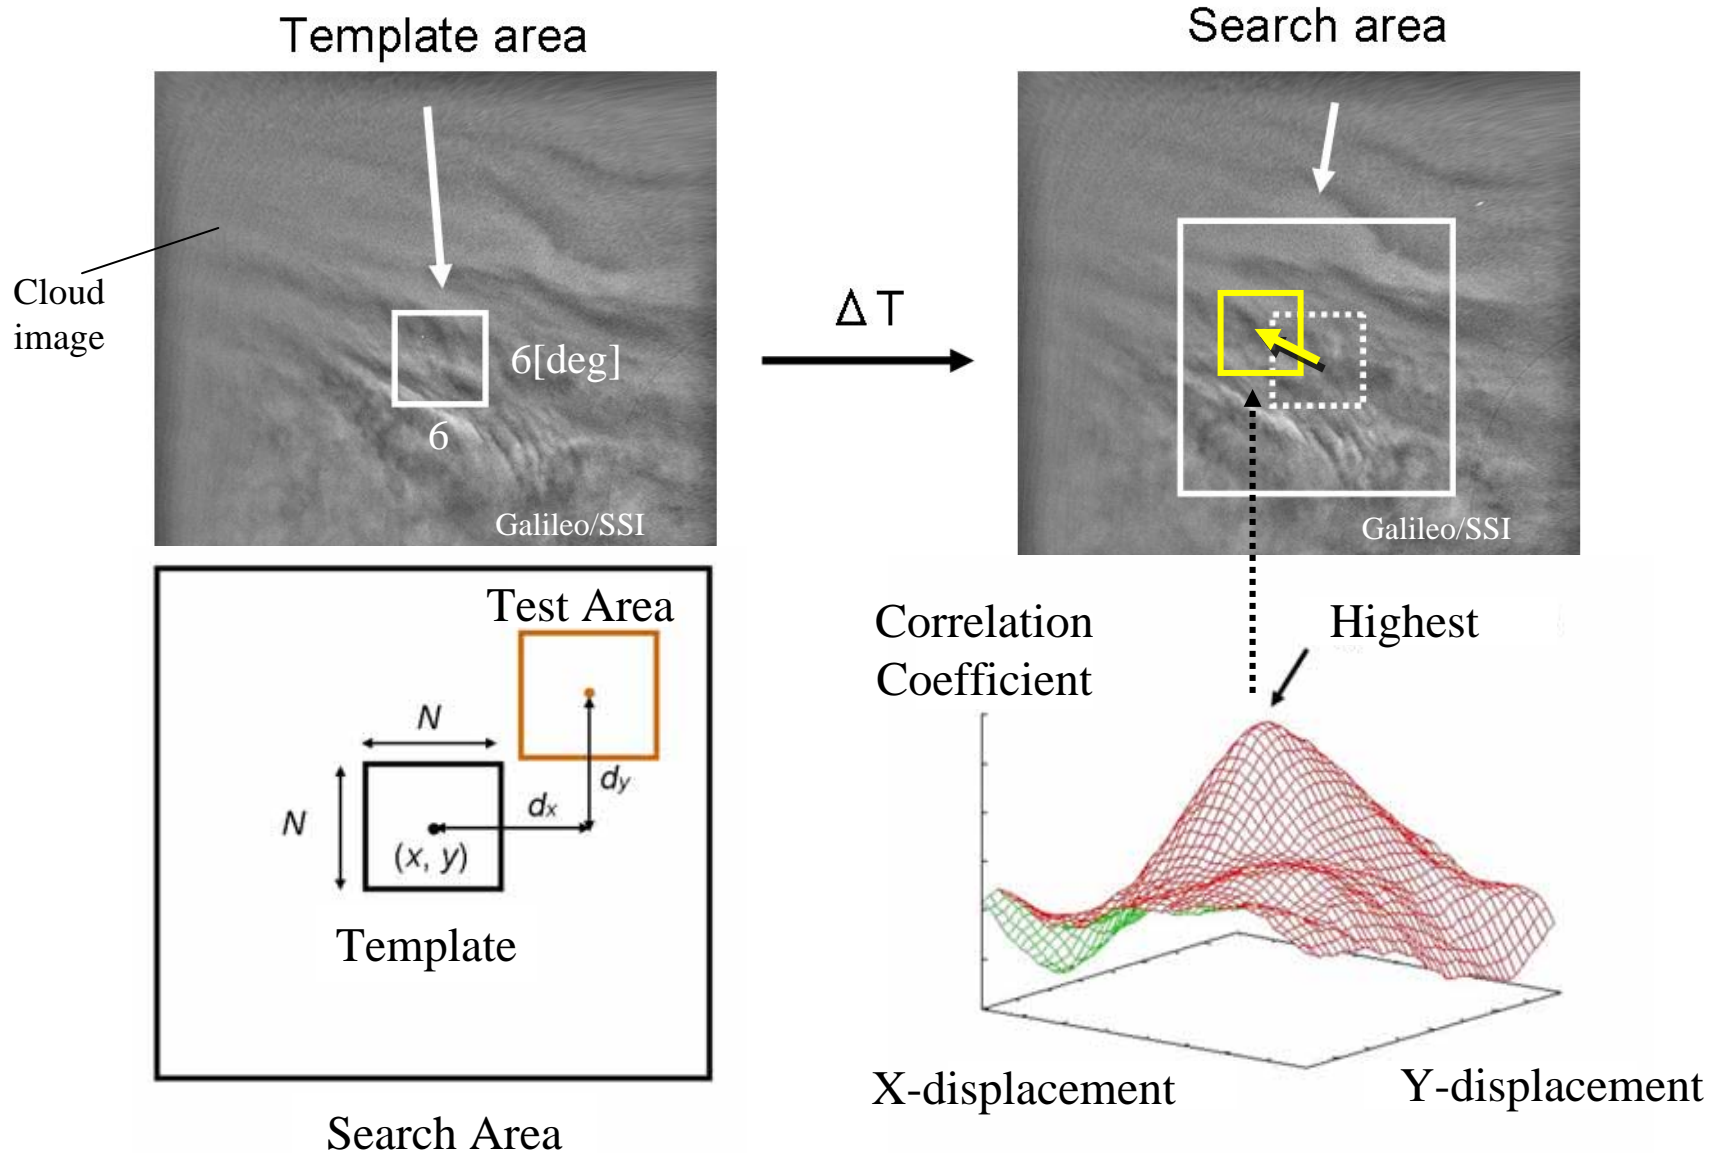 Template area
Search area
Cloud
image
6[deg]
6
Galileo/SSI
Δ T
Galileo/SSI
Test Area
N
N
dx
dy
(x, y)
Template
Search Area
Correlation
Coefficient
Highest
X-displacement
Y-displacement